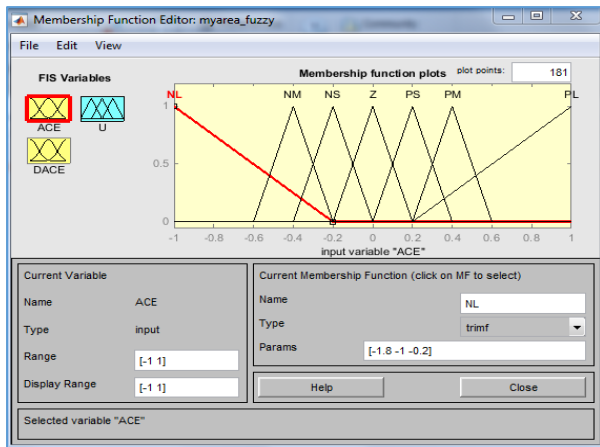 Membership Function Editor: myarea_fuzzy
File Edit View
FIS Variables
ACE
U
DACE
Membership function plots
plot points: 181
NL NM NS Z PS PM PL
1
0.5
0
-1 -0.8 -0.6 -0.4 -0.2 0 0.2 0.4 0.6 0.8 1
input variable "ACE"
Current Variable
Name ACE
Type input
Range [-1 1]
Display Range [-1 1]
Current Membership Function (click on MF to select)
Name NL
Type trimf
Params [-1.8 -1 -0.2]
Help Close
Selected variable "ACE"